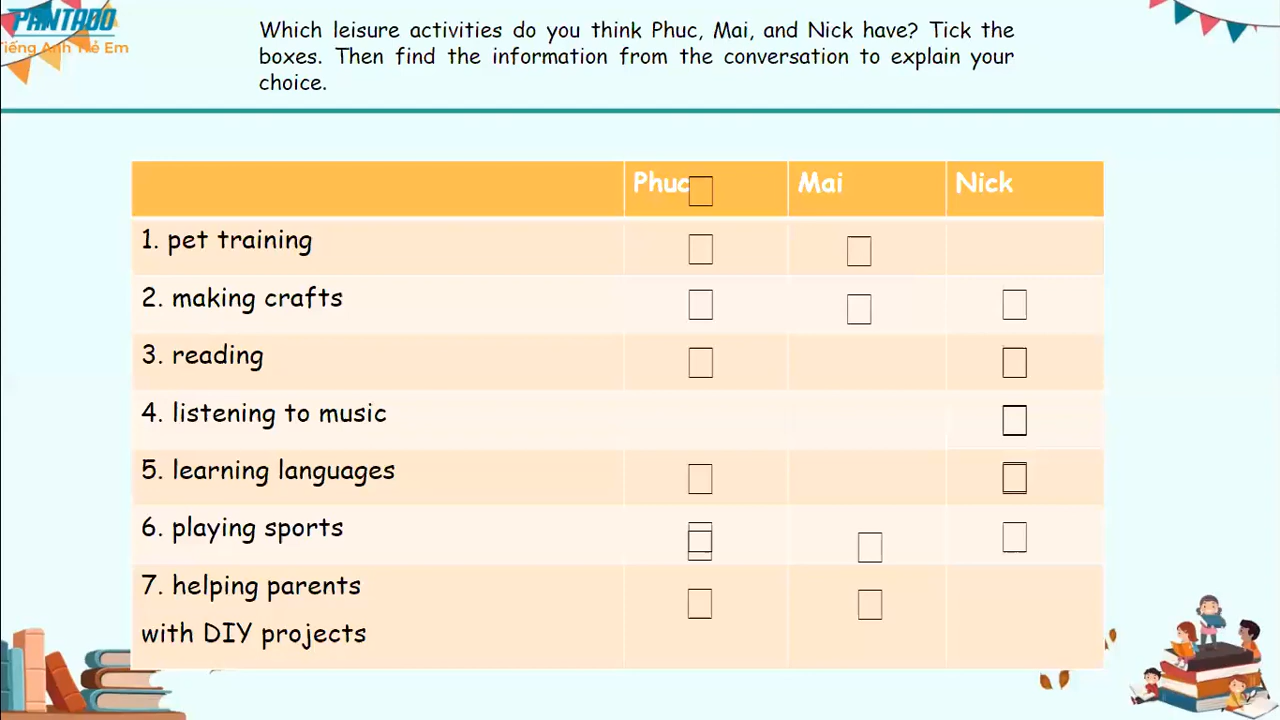 PANTADO
Tiếng Anh Trẻ Em
Which leisure activities do you think Phuc, Mai, and Nick have? Tick the
boxes. Then find the information from the conversation to explain your
choice.
Phuc Mai Nick
1. pet training
2. making crafts
3. reading
4. listening to music
5. learning languages
6. playing sports
7. helping parents
with DIY projects